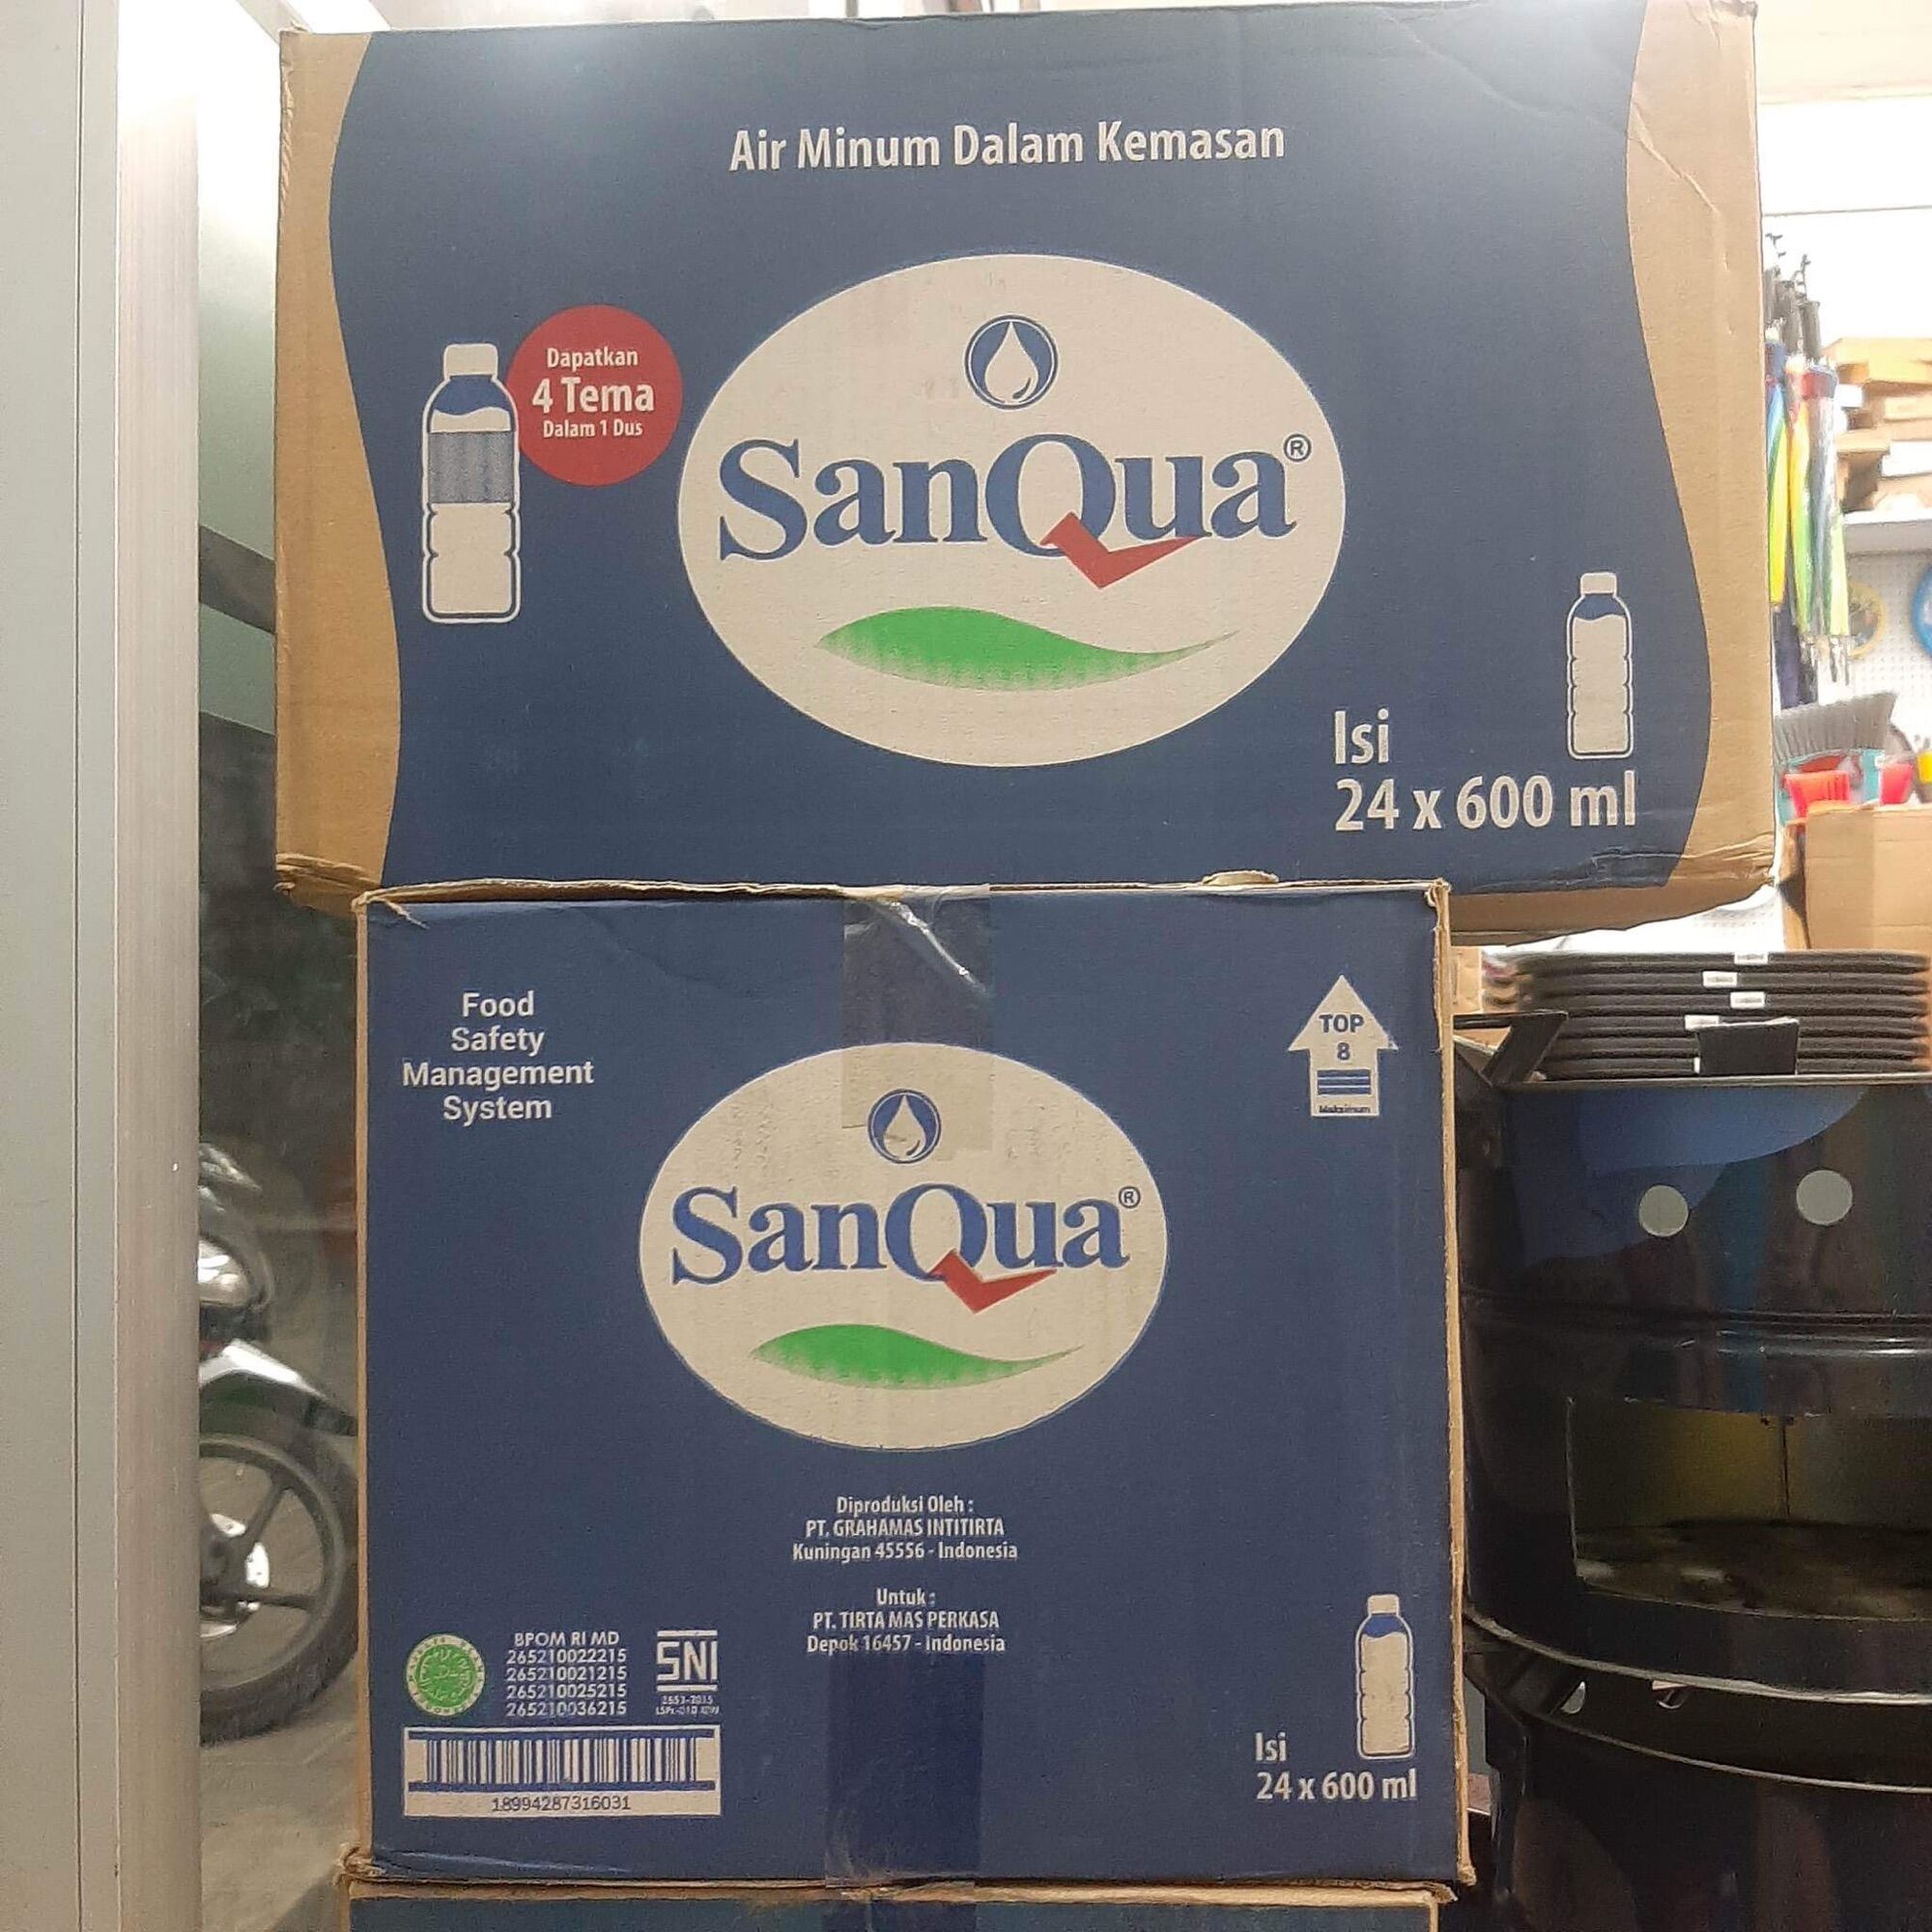 Air Minum Dalam Kemasan
Dapatkan
4 Tema
Dalam 1 Dus
SanQua®
Isi
24 x 600 ml
Food
Safety
Management
System
TOP
8
Maksimum
SanQua®
Diproduksi Oleh :
PT. GRAHAMAS INTITIRTA
Kuningan 45556 - Indonesia
Untuk :
PT. TIRTA MAS PERKASA
Depok 16457 - Indonesia
BPOM RI MD
265210022215
265210021215
265210025215
265210036215
SNI
18994287316031
Isi
24 x 600 ml